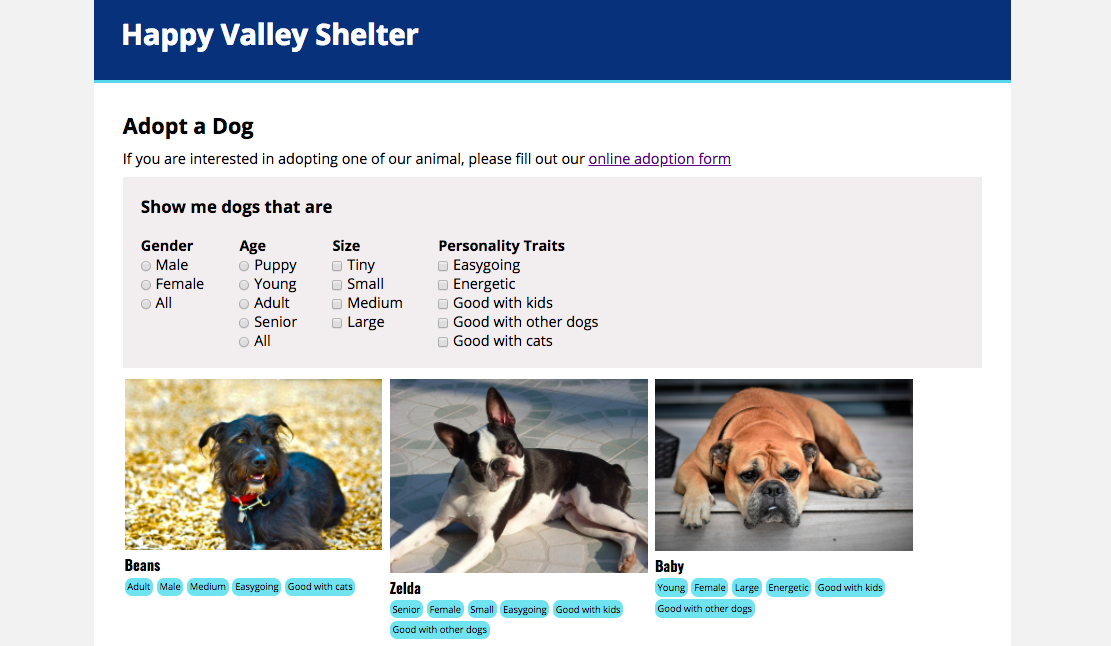 Happy Valley Shelter
Adopt a Dog
If you are interested in adopting one of our animal, please fill out our online adoption form
Show me dogs that are
Gender
Male
Female
All
Age
Puppy
Young
Adult
Senior
All
Size
Tiny
Small
Medium
Large
Personality Traits
Easygoing
Energetic
Good with kids
Good with other dogs
Good with cats
Beans
Adult Male Medium Easygoing Good with cats
Zelda
Senior Female Small Easygoing Good with kids
Good with other dogs
Baby
Young Female Large Energetic Good with kids
Good with other dogs